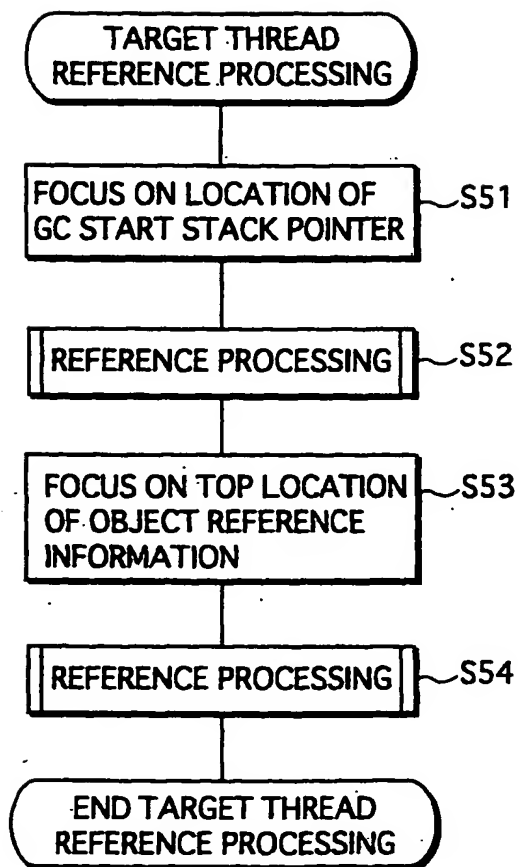 TARGET THREAD
REFERENCE PROCESSING
FOCUS ON LOCATION OF
GC START STACK POINTER
S51
REFERENCE PROCESSING
S52
FOCUS ON TOP LOCATION
OF OBJECT REFERENCE
INFORMATION
S53
REFERENCE PROCESSING
S54
END TARGET THREAD
REFERENCE PROCESSING